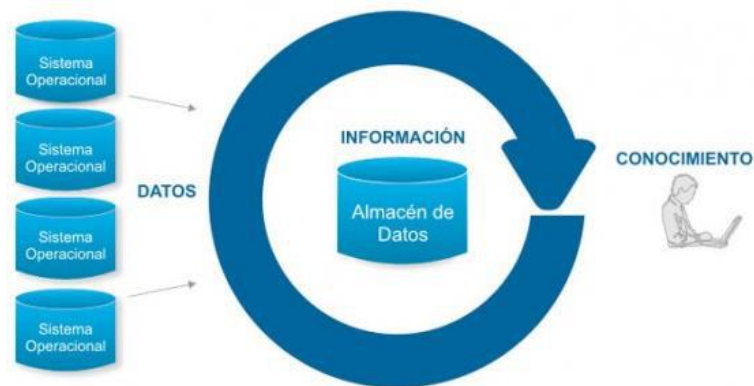 Sistema
Operacional
Sistema
Operacional
Sistema
Operacional
Sistema
Operacional
DATOS
INFORMACIÓN
Almacén de
Datos
CONOCIMIENTO